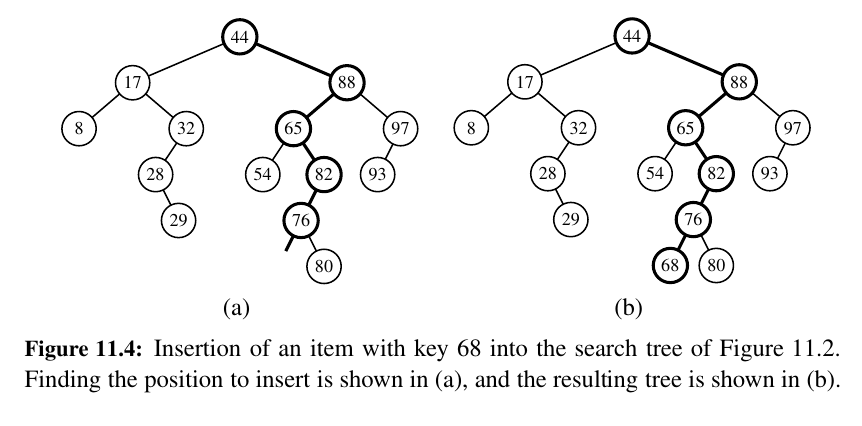 44 44
17 88 17 88
8 32 65 97 8 32 65 97
28 54 82 93 28 54 82 93
29 76 29 76
80 68 80
(a) (b)
Figure 11.4: Insertion of an item with key 68 into the search tree of Figure 11.2.
Finding the position to insert is shown in (a), and the resulting tree is shown in (b).